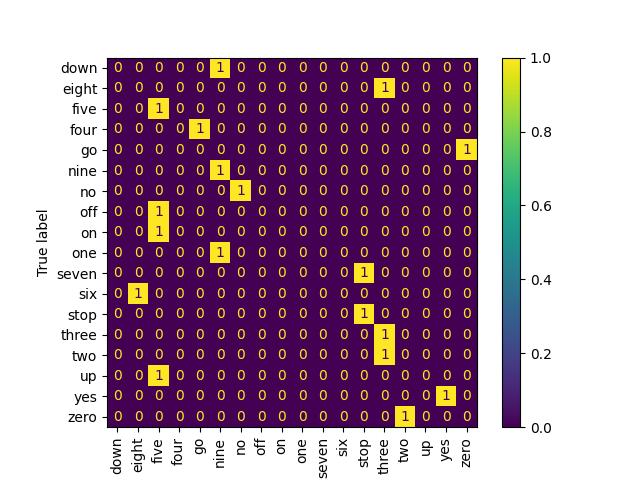 down 0 0 0 0 0 1 0 0 0 0 0 0 0 0 0 0 0 0
eight 0 0 0 0 0 0 0 0 0 0 0 0 0 1 0 0 0 0
five 0 0 1 0 0 0 0 0 0 0 0 0 0 0 0 0 0 0
four 0 0 0 0 1 0 0 0 0 0 0 0 0 0 0 0 0 0
go 0 0 0 0 0 0 0 0 0 0 0 0 0 0 0 0 0 1
nine 0 0 0 0 0 1 0 0 0 0 0 0 0 0 0 0 0 0
no 0 0 0 0 0 0 1 0 0 0 0 0 0 0 0 0 0 0
off 0 0 1 0 0 0 0 0 0 0 0 0 0 0 0 0 0 0
on 0 0 1 0 0 0 0 0 0 0 0 0 0 0 0 0 0 0
one 0 0 0 0 0 1 0 0 0 0 0 0 0 0 0 0 0 0
seven 0 0 0 0 0 0 0 0 0 0 0 0 1 0 0 0 0 0
six 0 1 0 0 0 0 0 0 0 0 0 0 0 0 0 0 0 0
stop 0 0 0 0 0 0 0 0 0 0 0 0 1 0 0 0 0 0
three 0 0 0 0 0 0 0 0 0 0 0 0 0 1 0 0 0 0
two 0 0 0 0 0 0 0 0 0 0 0 0 0 1 0 0 0 0
up 0 0 1 0 0 0 0 0 0 0 0 0 0 0 0 0 0 0
yes 0 0 0 0 0 0 0 0 0 0 0 0 0 0 0 0 1 0
zero 0 0 0 0 0 0 0 0 0 0 0 0 0 0 1 0 0 0
down eight five four go nine no off on one seven six stop three two up yes zero
True label
1.0
0.8
0.6
0.4
0.2
0.0